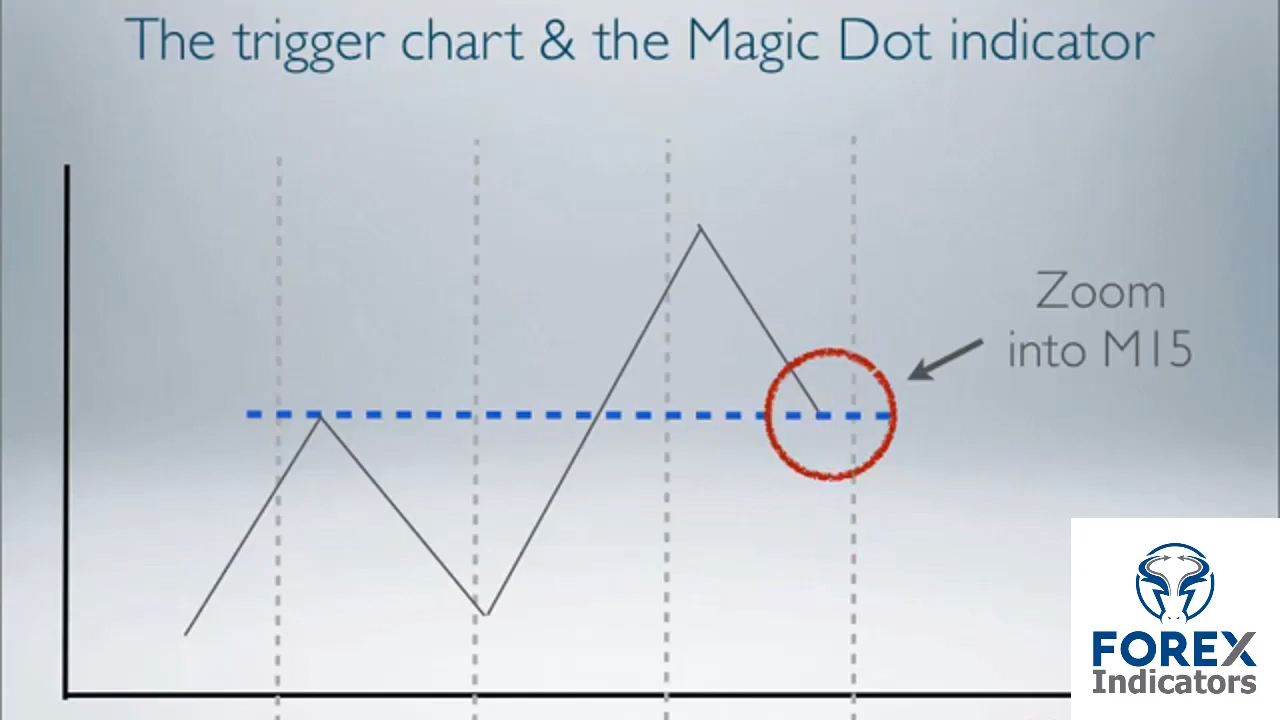 The trigger chart & the Magic Dot indicator
Zoom
into M15
FOREX
Indicators